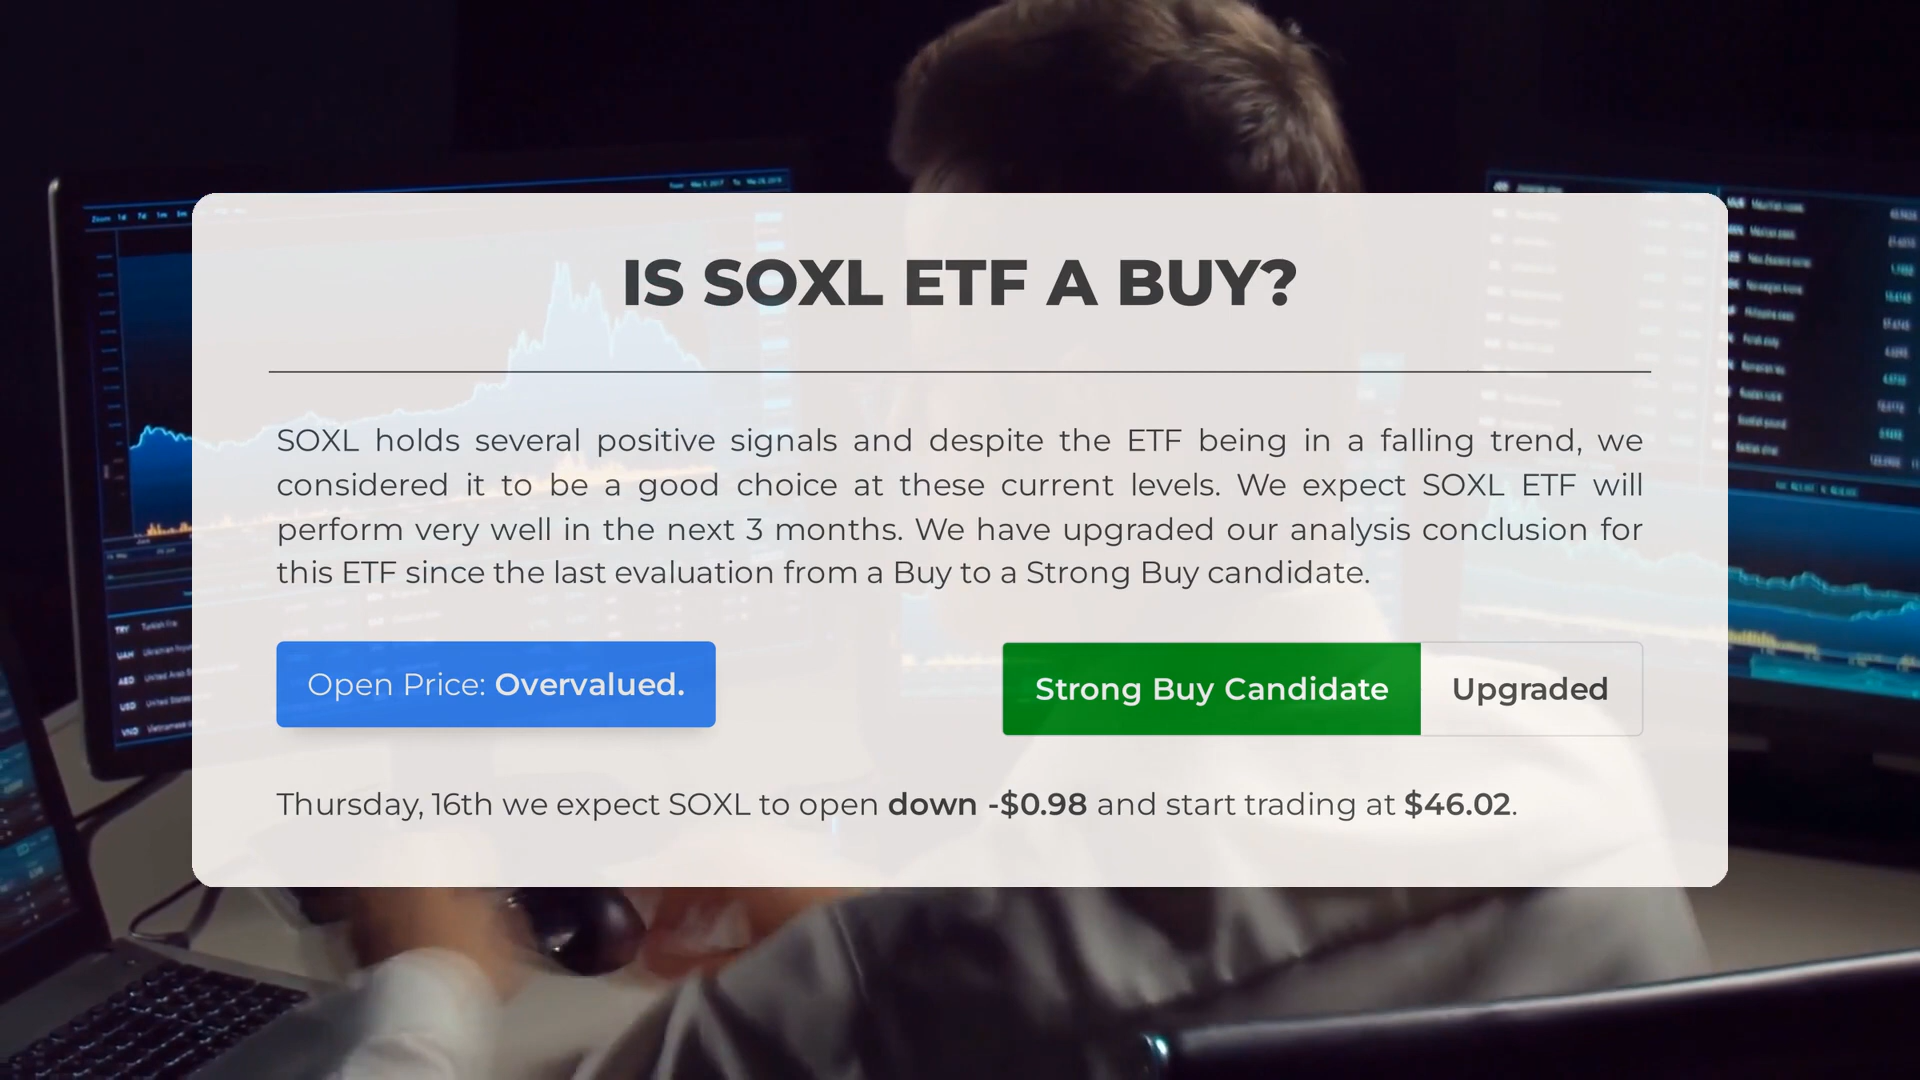 IS SOXL ETF A BUY?
SOXL holds several positive signals and despite the ETF being in a falling trend, we
considered it to be a good choice at these current levels. We expect SOXL ETF will
perform very well in the next 3 months. We have upgraded our analysis conclusion for
this ETF since the last evaluation from a Buy to a Strong Buy candidate.
Open Price: Overvalued.
Strong Buy Candidate Upgraded
Thursday, 16th we expect SOXL to open down -$0.98 and start trading at $46.02.